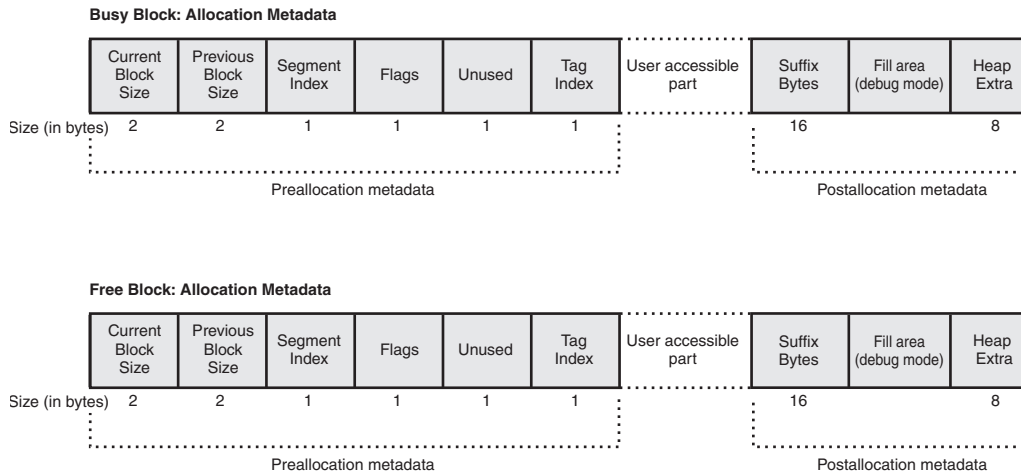 Busy Block: Allocation Metadata
Current Block Size
Previous Block Size
Segment Index
Flags
Unused
Tag Index
User accessible part
Suffix Bytes
Fill area (debug mode)
Heap Extra
Size (in bytes) 2 2 1 1 1 1 16 8
Preallocation metadata
Postallocation metadata
Free Block: Allocation Metadata
Current Block Size
Previous Block Size
Segment Index
Flags
Unused
Tag Index
User accessible part
Suffix Bytes
Fill area (debug mode)
Heap Extra
Size (in bytes) 2 2 1 1 1 1 16 8
Preallocation metadata
Postallocation metadata